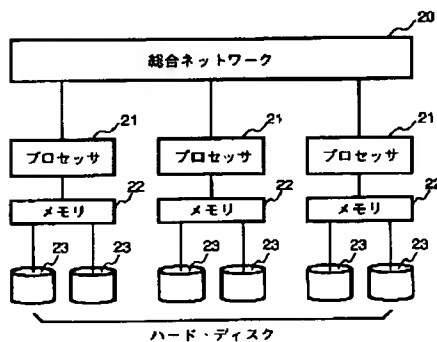 20
総合ネットワーク
21 21 21
プロセッサ プロセッサ プロセッサ
22 22 22
メモリ メモリ メモリ
23 23 23 23 23 23
ハード・ディスク